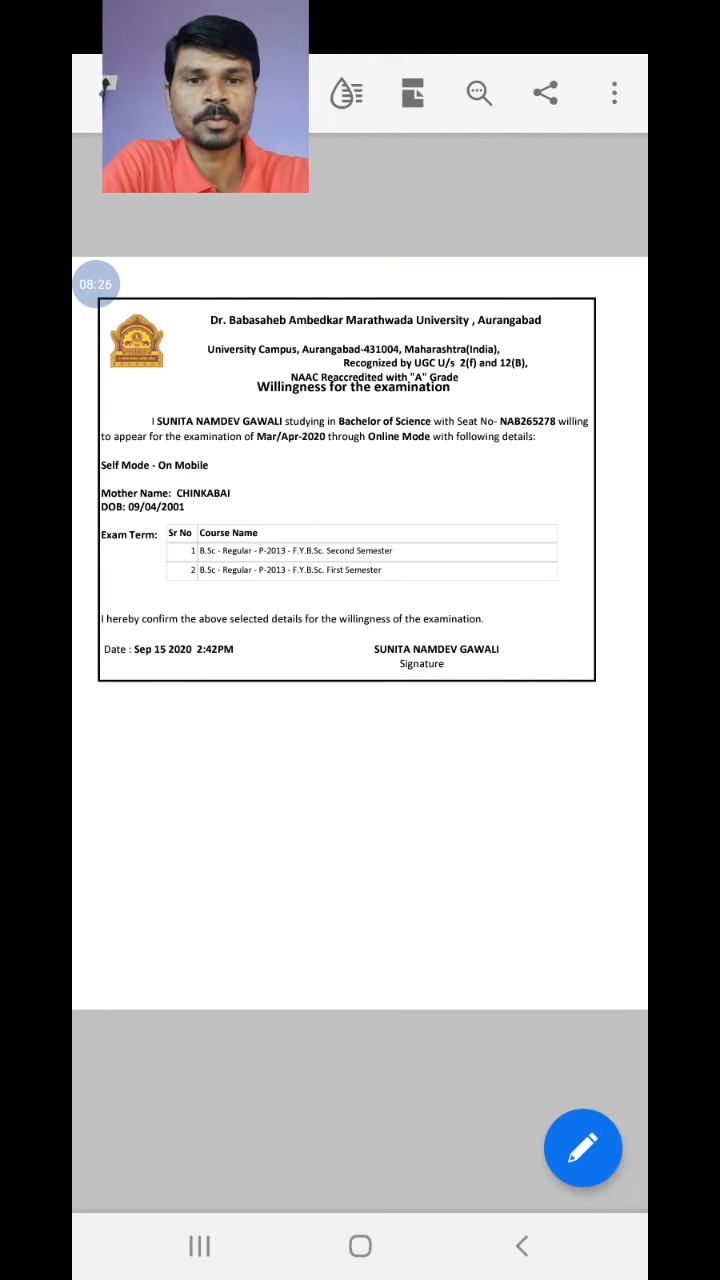 08:26
Dr. Babasaheb Ambedkar Marathwada University , Aurangabad
University Campus, Aurangabad-431004, Maharashtra(India),
Recognized by UGC U/s 2(f) and 12(B),
NAAC Reaccredited with "A" Grade
Willingness for the examination
I SUNITA NAMDEV GAWALI studying in Bachelor of Science with Seat No- NAB265278 willing
to appear for the examination of Mar/Apr-2020 through Online Mode with following details:
Self Mode - On Mobile
Mother Name: CHINKABAI
DOB: 09/04/2001
Exam Term: Sr No Course Name
1 B.Sc - Regular - P-2013 - F.Y.B.Sc. Second Semester
2 B.Sc - Regular - P-2013 - F.Y.B.Sc. First Semester
I hereby confirm the above selected details for the willingness of the examination.
Date : Sep 15 2020 2:42PM SUNITA NAMDEV GAWALI
Signature